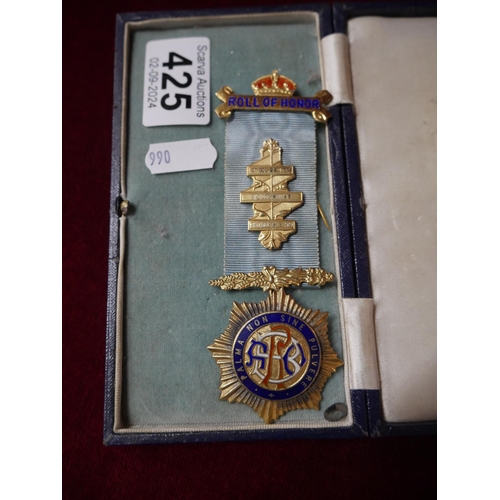 Scarva Auctions
02-09-2024
425
990
ROLL OF HONOR
PALMA NON SINE PULVERE